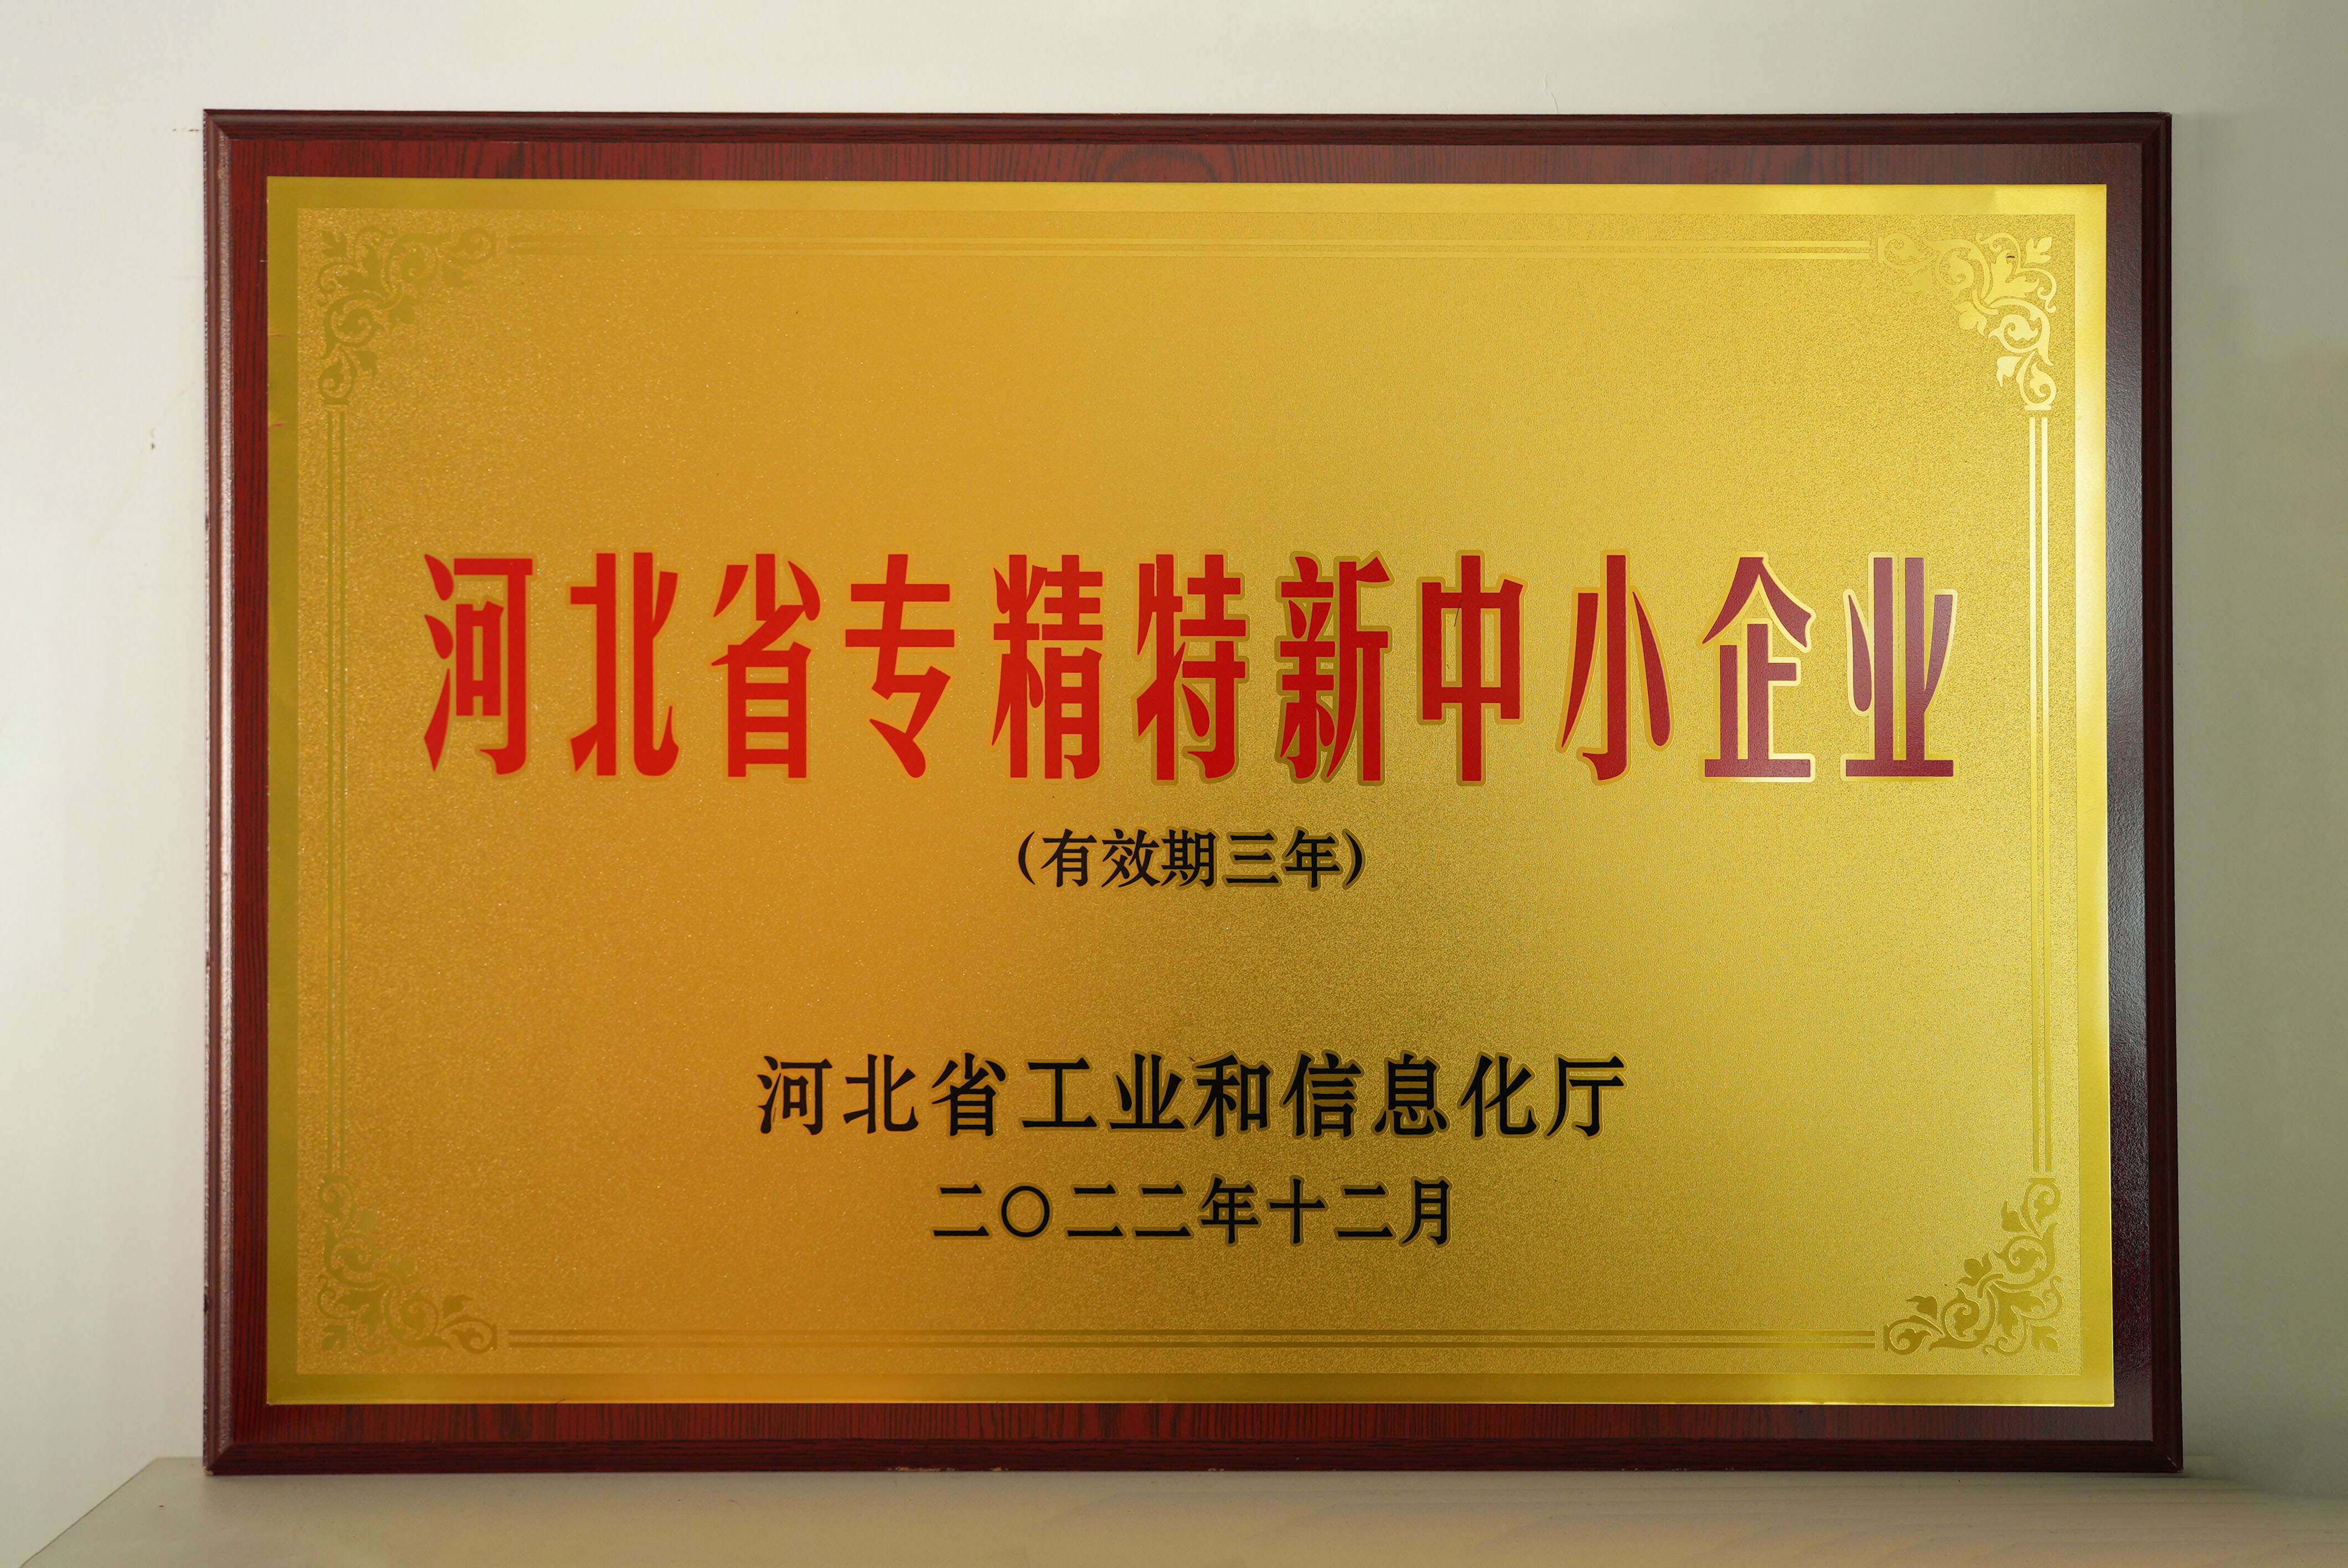 河北省专精特新中小企业
（有效期三年）
河北省工业和信息化厅
二〇二二年十二月